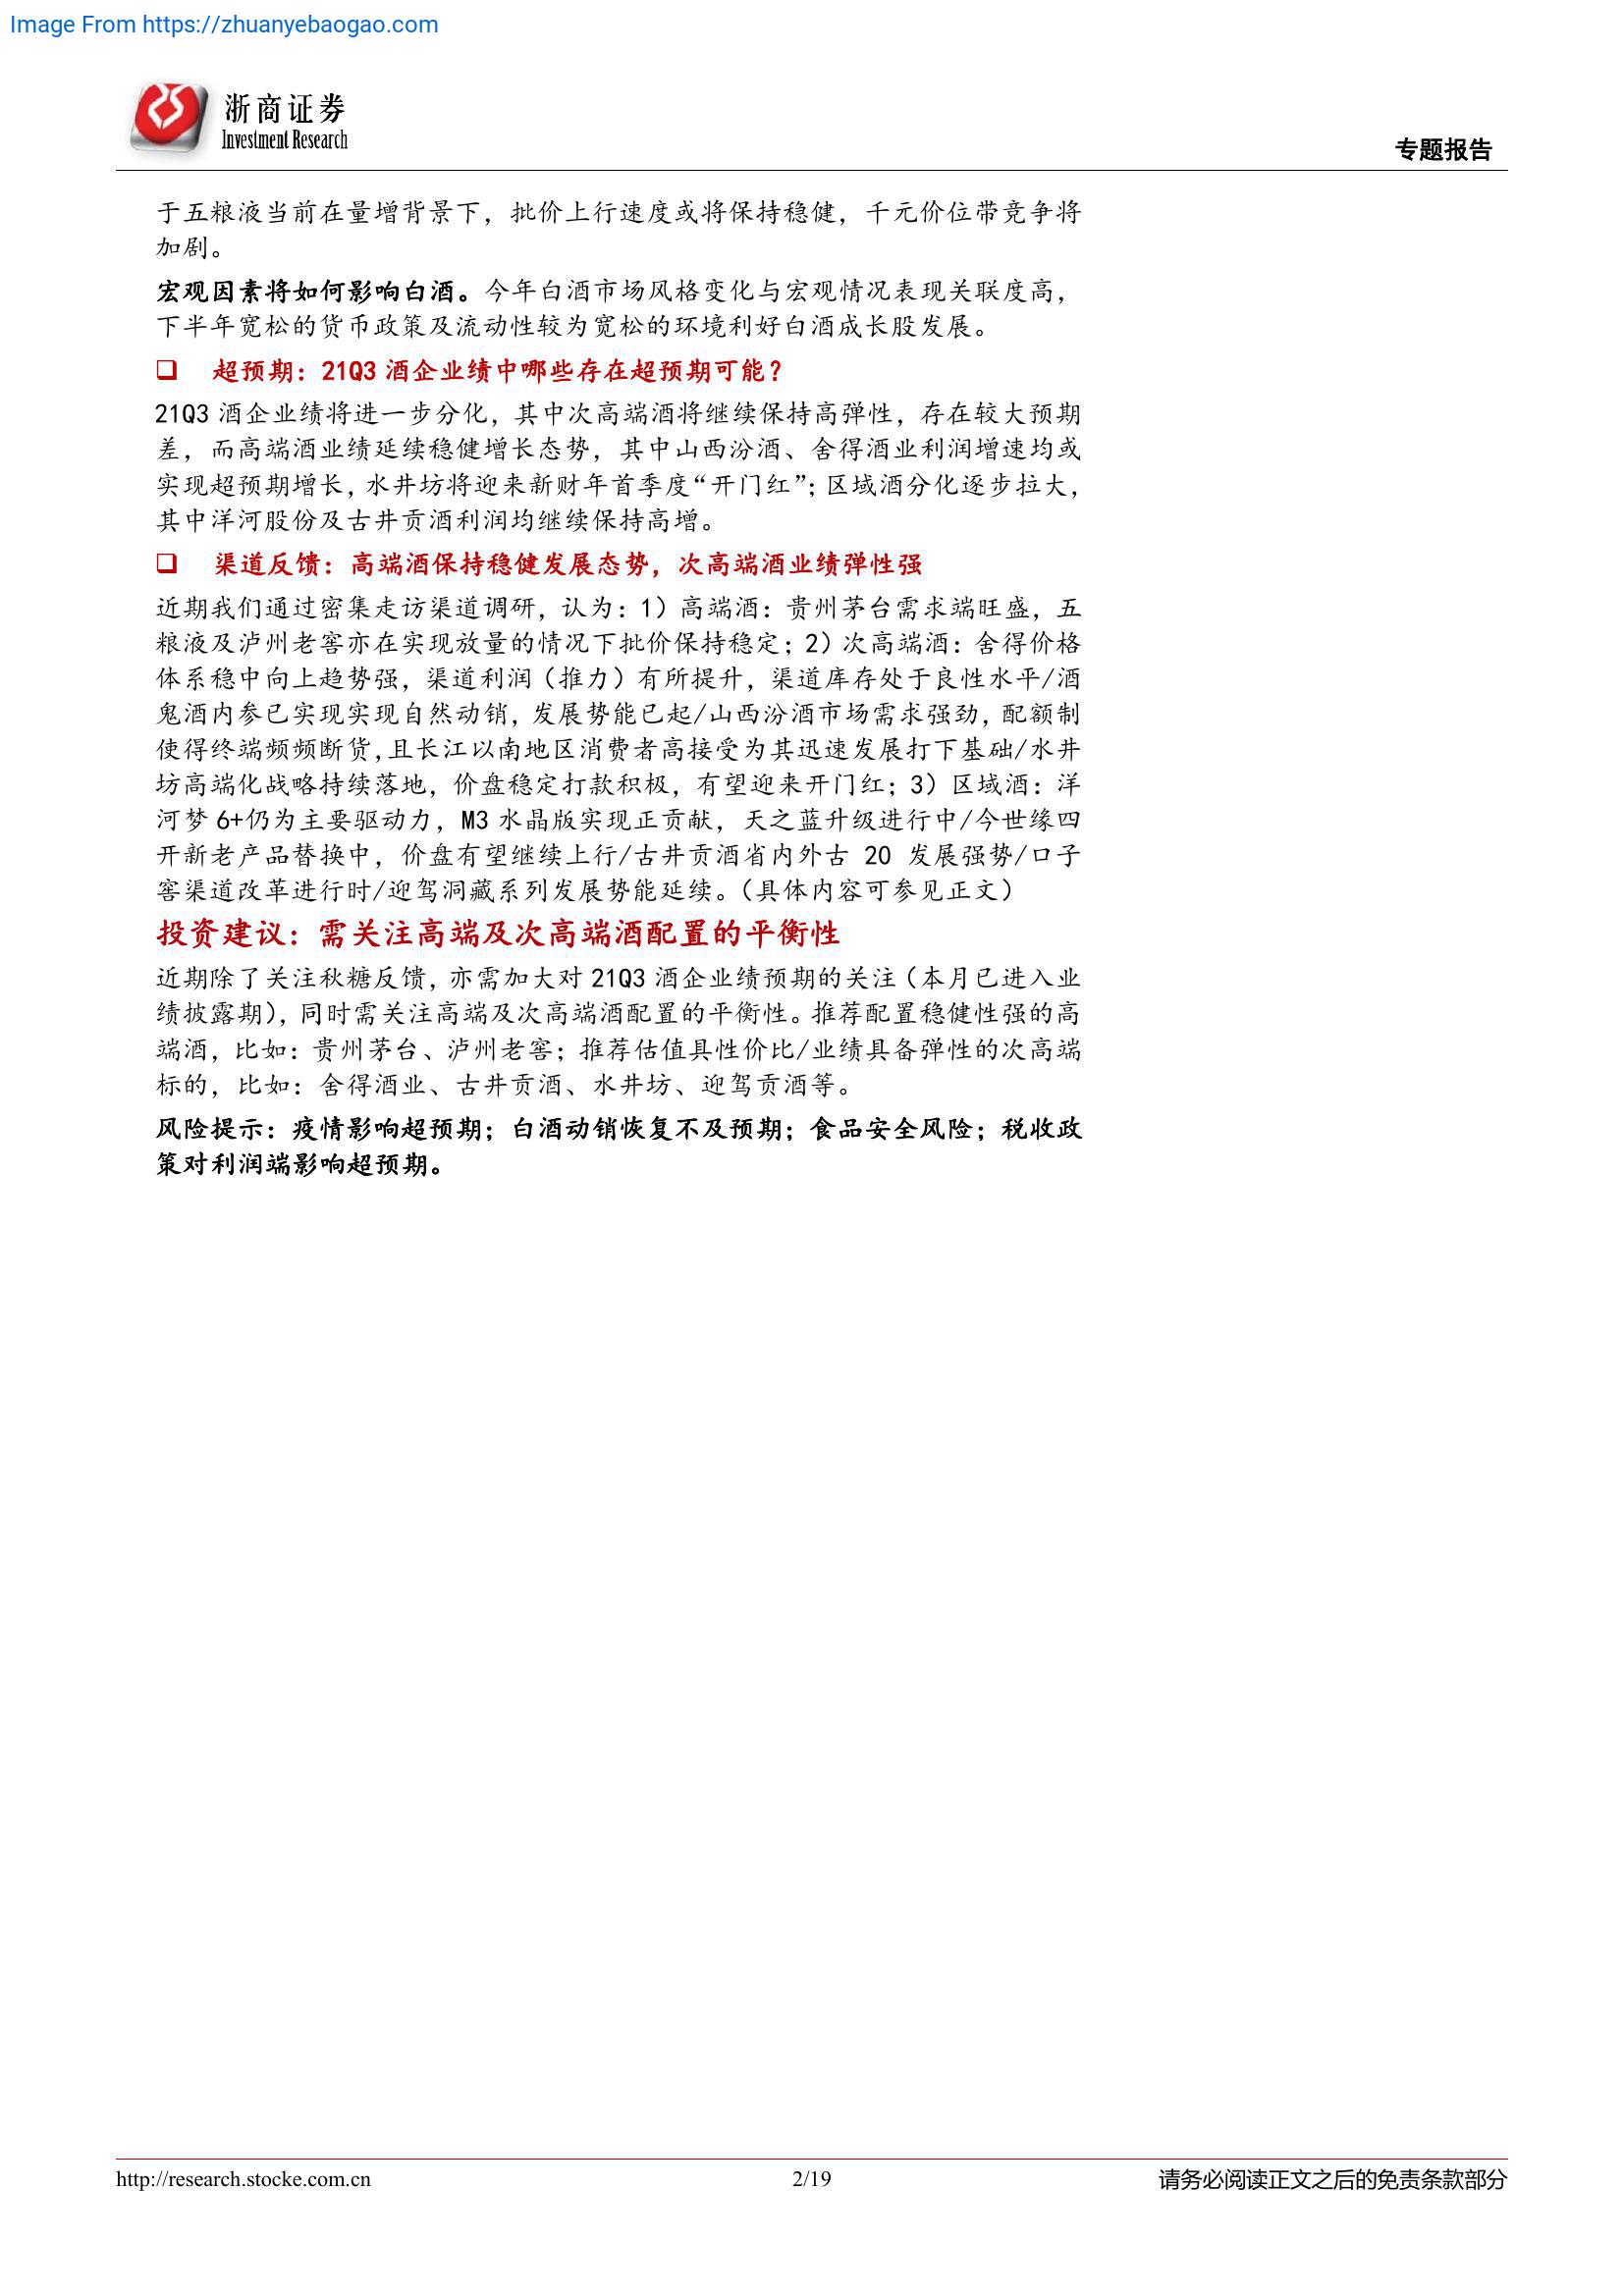 Image From https://zhuanyebaogao.com
浙商证券
Investment Research
专题报告
于五粮液当前在量增背景下，批价上行速度或将保持稳健，千元价位带竞争将
加剧。
宏观因素将如何影响白酒。今年白酒市场风格变化与宏观情况表现关联度高，
下半年宽松的货币政策及流动性较为宽松的环境利好白酒成长股发展。
❑ 超预期：21Q3 酒企业绩中哪些存在超预期可能？
21Q3 酒企业绩将进一步分化，其中次高端酒将继续保持高弹性，存在较大预期
差，而高端酒业绩延续稳健增长态势，其中山西汾酒、舍得酒业利润增速均或
实现超预期增长，水井坊将迎来新财年首季度“开门红”；区域酒分化逐步拉大，
其中洋河股份及古井贡酒利润均继续保持高增。
❑ 渠道反馈：高端酒保持稳健发展态势，次高端酒业绩弹性强
近期我们通过密集走访渠道调研，认为：1）高端酒：贵州茅台需求端旺盛，五
粮液及泸州老窖亦在实现放量的情况下批价保持稳定；2）次高端酒：舍得价格
体系稳中向上趋势强，渠道利润（推力）有所提升，渠道库存处于良性水平/酒
鬼酒内参已实现实现自然动销，发展势能已起/山西汾酒市场需求强劲，配额制
使得终端频频断货，且长江以南地区消费者高接受为其迅速发展打下基础/水井
坊高端化战略持续落地，价盘稳定打款积极，有望迎来开门红；3）区域酒：洋
河梦 6+仍为主要驱动力，M3 水晶版实现正贡献，天之蓝升级进行中/今世缘四
开新老产品替换中，价盘有望继续上行/古井贡酒省内外古 20 发展强势/口子
窖渠道改革进行时/迎驾洞藏系列发展势能延续。（具体内容可参见正文）
投资建议：需关注高端及次高端酒配置的平衡性
近期除了关注秋糖反馈，亦需加大对 21Q3 酒企业绩预期的关注（本月已进入业
绩披露期），同时需关注高端及次高端酒配置的平衡性。推荐配置稳健性强的高
端酒，比如：贵州茅台、泸州老窖；推荐估值具性价比/业绩具备弹性的次高端
标的，比如：舍得酒业、古井贡酒、水井坊、迎驾贡酒等。
风险提示：疫情影响超预期；白酒动销恢复不及预期；食品安全风险；税收政
策对利润端影响超预期。
http://research.stocke.com.cn
2/19
请务必阅读正文之后的免责条款部分